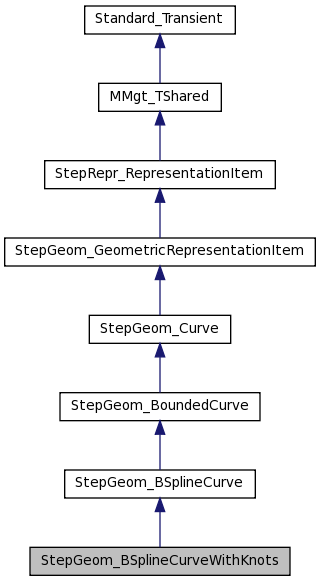 Standard_Transient
MMgt_TShared
StepRepr_RepresentationItem
StepGeom_GeometricRepresentationItem
StepGeom_Curve
StepGeom_BoundedCurve
StepGeom_BSplineCurve
StepGeom_BSplineCurveWithKnots